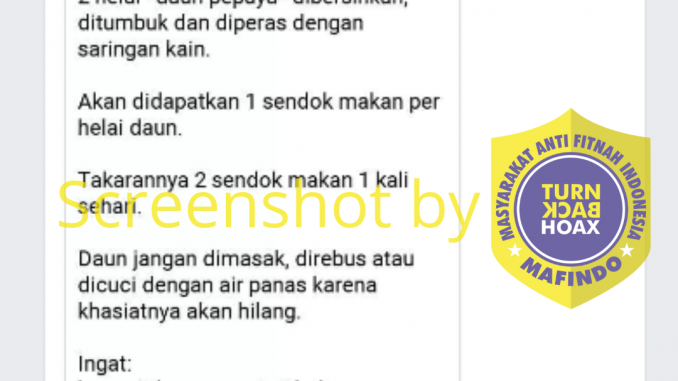 2 helai "daun pepaya" dibersihkan,
ditumbuk dan diperas dengan
saringan kain.
Akan didapatkan 1 sendok makan per
helai daun.
Takarannya 2 sendok makan 1 kali
sehari.
Daun jangan dimasak, direbus atau
dicuci dengan air panas karena
khasiatnya akan hilang.
Ingat:
Screenshot by
MASYARAKAT ANTI FITNAH INDONESIA
TURN
BACK
HOAX
MAFINDO